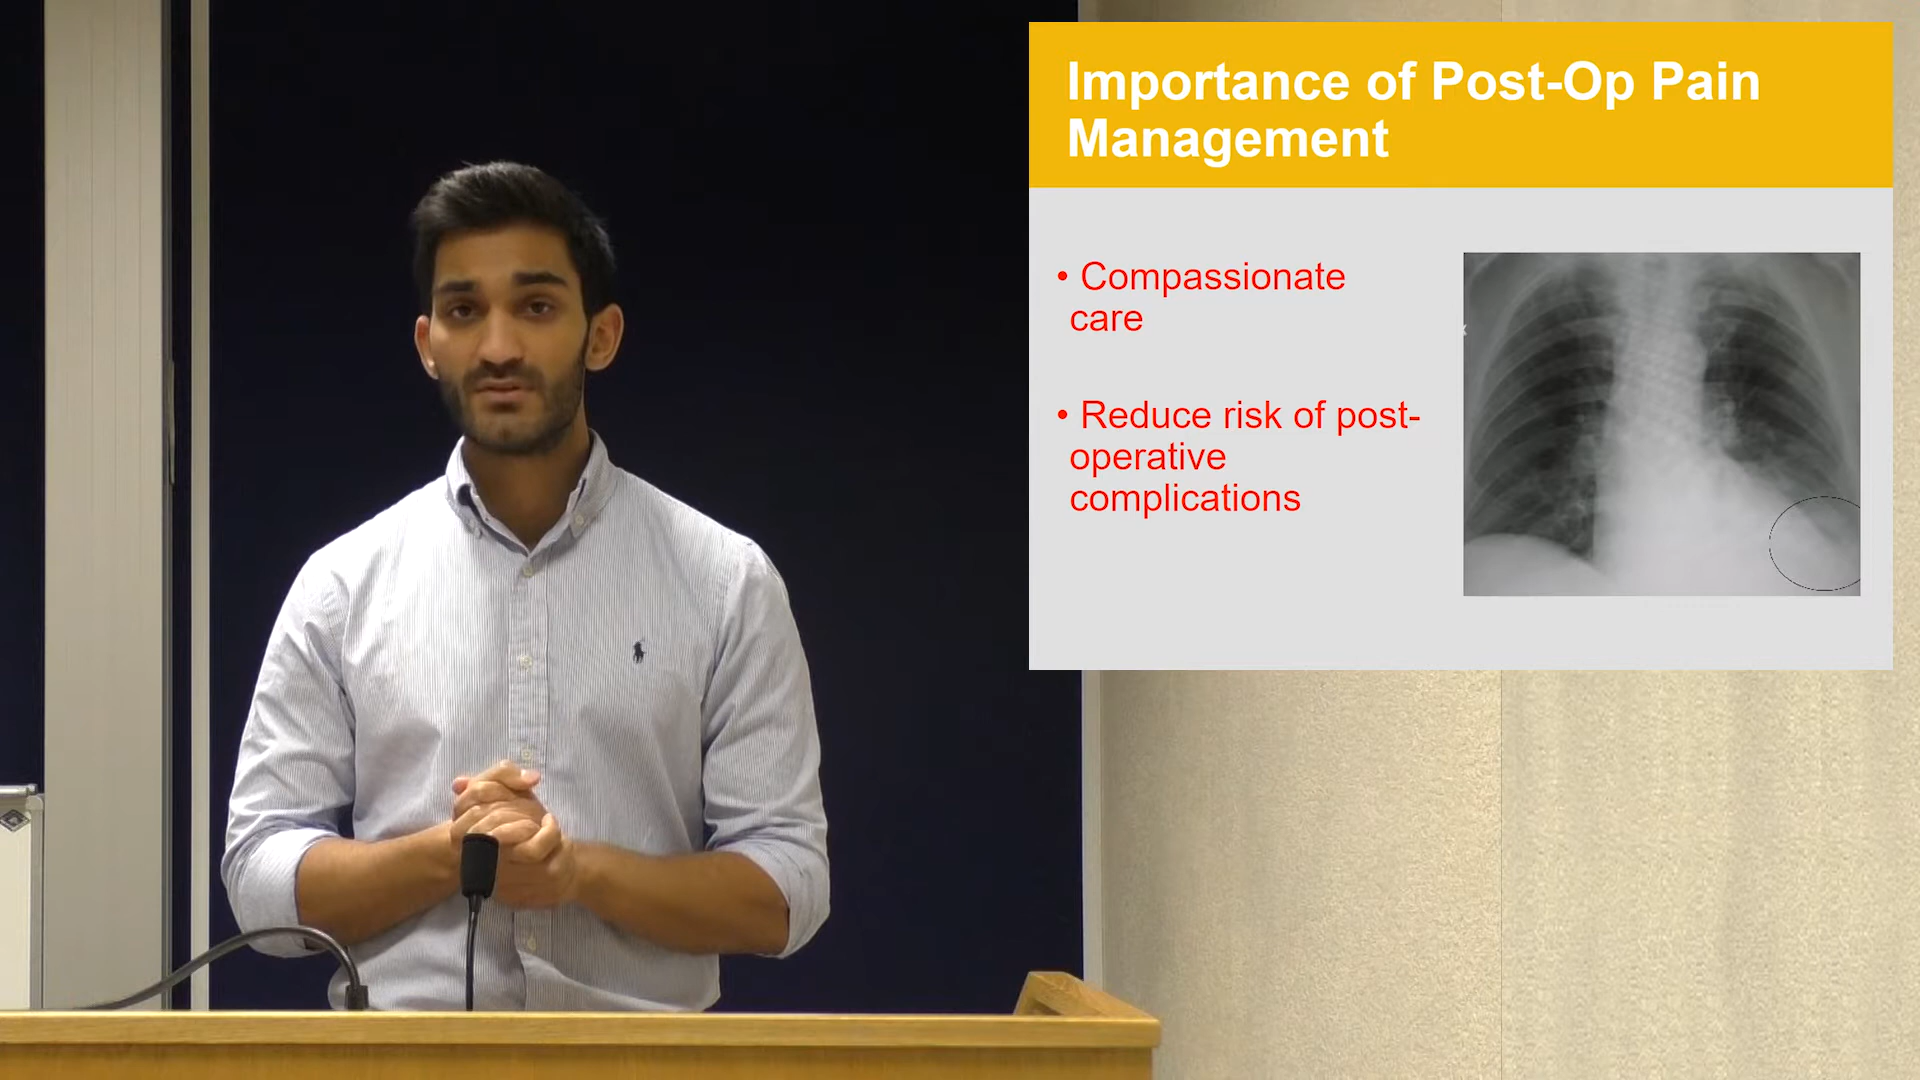 Importance of Post-Op Pain
Management
• Compassionate
care
• Reduce risk of post-
operative
complications